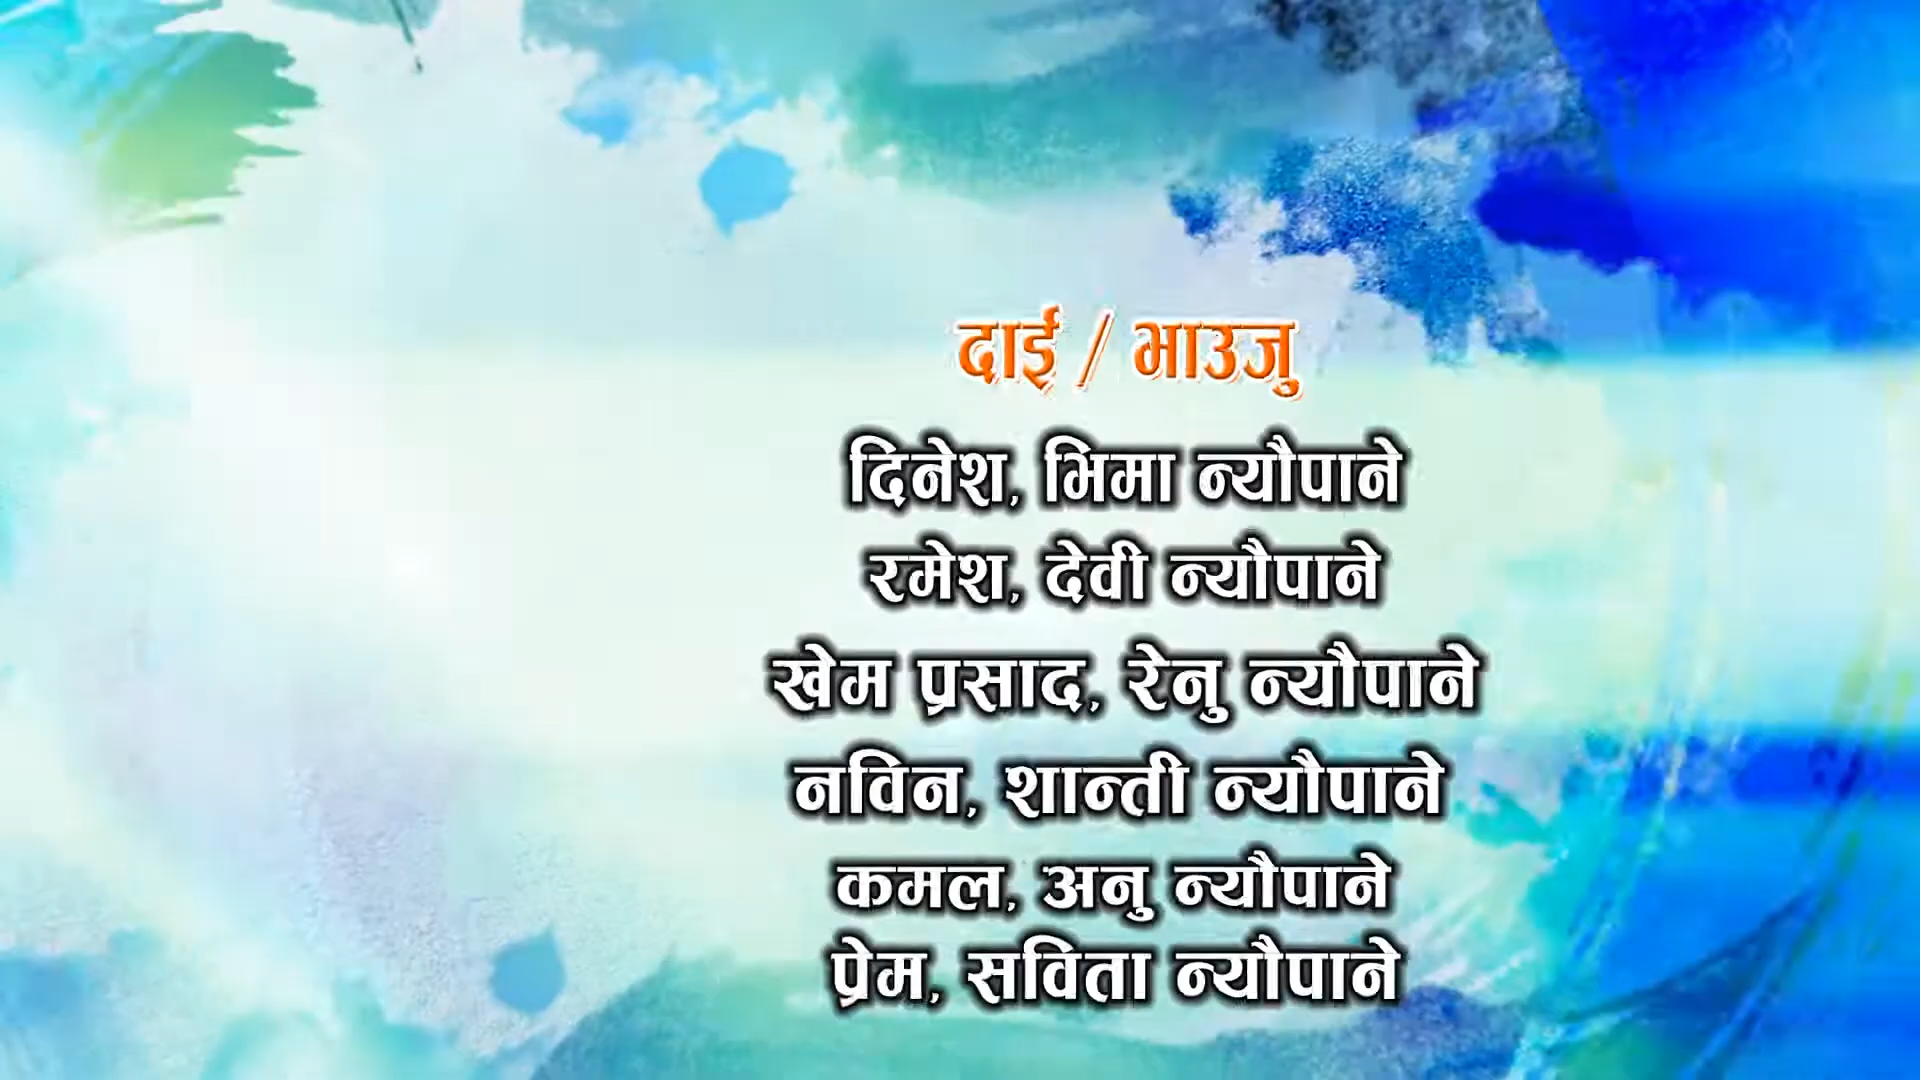 दाई / भाउजु
दिनेश, भिमा न्यौपाने
रमेश, देवी न्यौपाने
खेम प्रसाद, रेनु न्यौपाने
नविन, शान्ती न्यौपाने
कमल, अनु न्यौपाने
प्रेम, सविता न्यौपाने